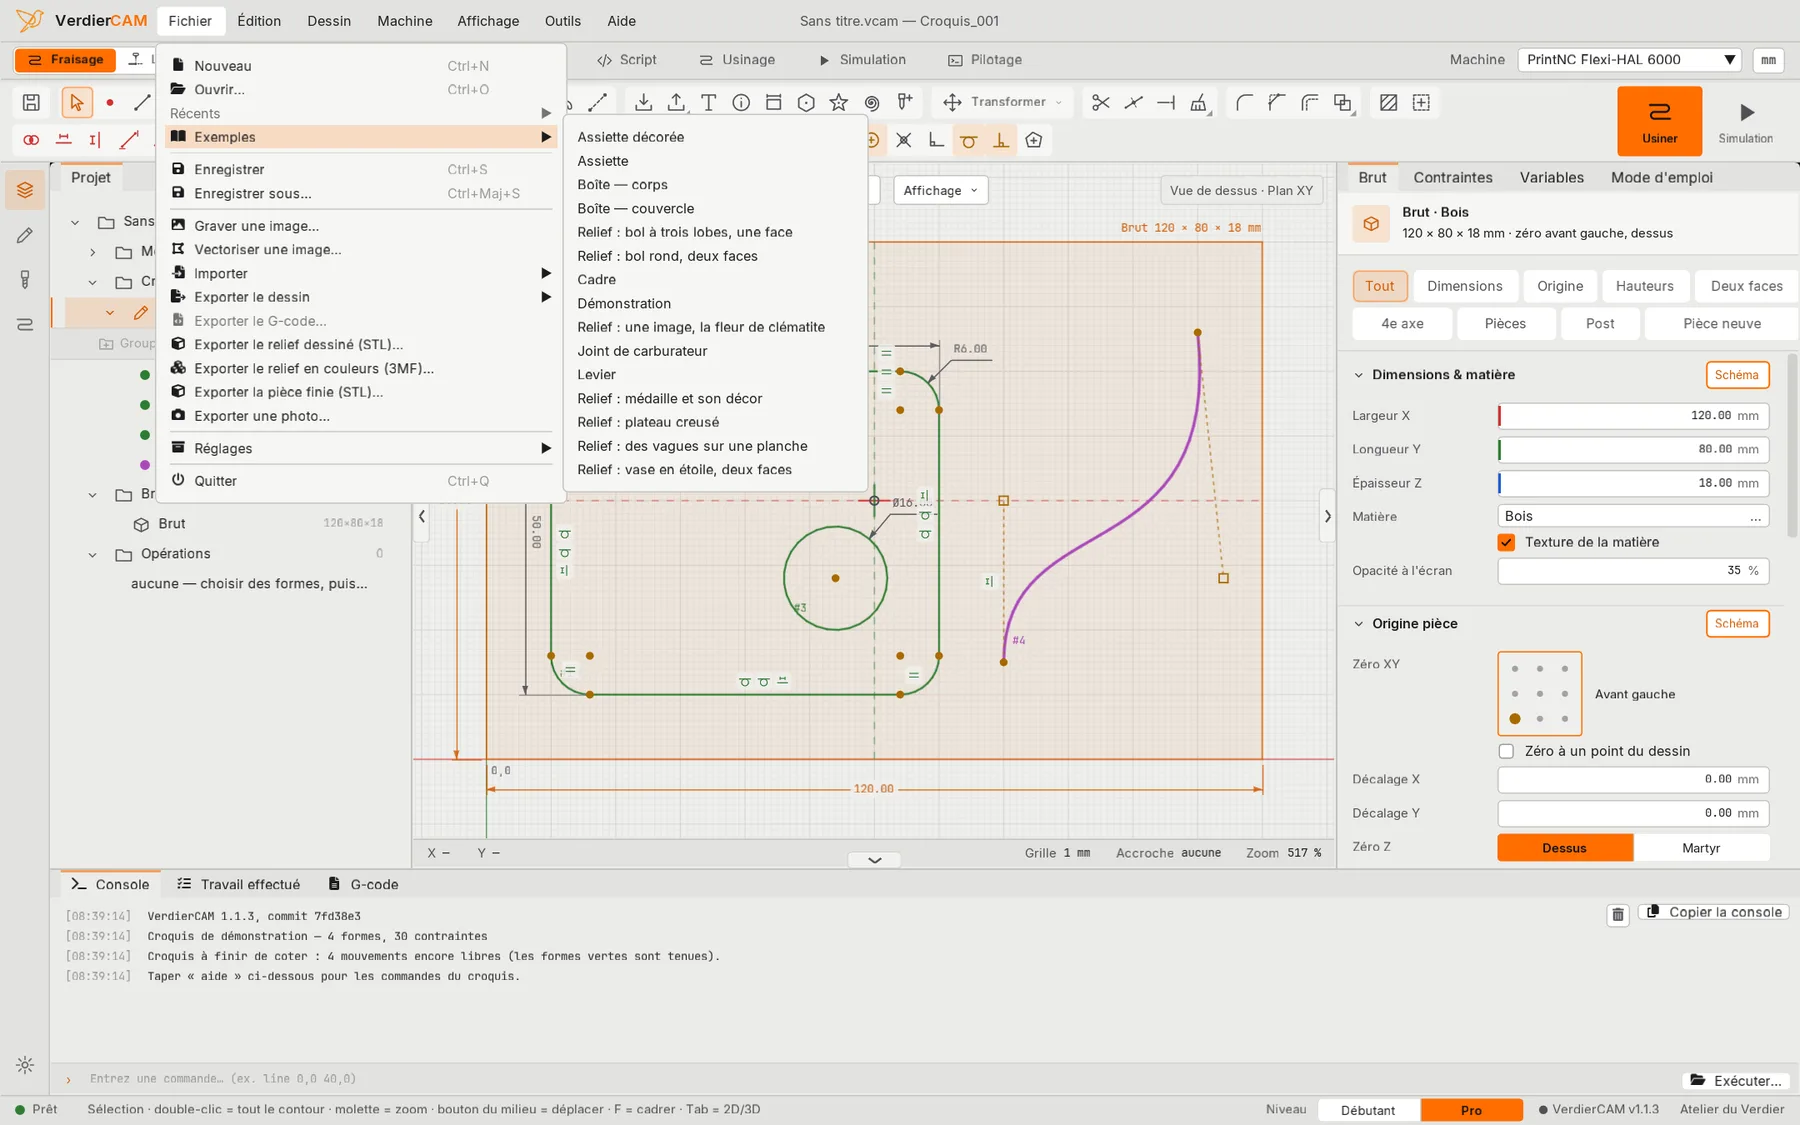 VerdierCAM
Fichier
Édition
Dessin
Machine
Affichage
Outils
Aide
Sans titre.vcam — Croquis_001
Fraisage
Script
Usinage
Simulation
Pilotage
Machine
PrintNC Flexi-HAL 6000
mm
Nouveau Ctrl+N
Ouvrir... Ctrl+O
Récents
Exemples
Enregistrer Ctrl+S
Enregistrer sous... Ctrl+Maj+S
Graver une image...
Vectoriser une image...
Importer
Exporter le dessin
Exporter le G-code...
Exporter le relief dessiné (STL)...
Exporter le relief en couleurs (3MF)...
Exporter la pièce finie (STL)...
Exporter une photo...
Réglages
Quitter Ctrl+Q
Assiette décorée
Assiette
Boîte — corps
Boîte — couvercle
Relief : bol à trois lobes, une face
Relief : bol rond, deux faces
Cadre
Démonstration
Relief : une image, la fleur de clématite
Joint de carburateur
Levier
Relief : médaille et son décor
Relief : plateau creusé
Relief : des vagues sur une planche
Relief : vase en étoile, deux faces
Transformer
Usiner
Simulation
Projet
Sans
Mo
Cr
Group
Br
Brut 120×80×18
Opérations 0
aucune — choisir des formes, puis...
Affichage
Vue de dessus · Plan XY
Brut 120 × 80 × 18 mm
R6.00
Ø16.
50.00
#3
#4
0,0
120.00
X — Y —
Grille 1 mm
Accroche aucune
Zoom 517 %
Brut
Contraintes
Variables
Mode d'emploi
Brut · Bois
120 × 80 × 18 mm · zéro avant gauche, dessus
Tout
Dimensions
Origine
Hauteurs
Deux faces
4e axe
Pièces
Post
Pièce neuve
Dimensions & matière
Schéma
Largeur X 120.00 mm
Longueur Y 80.00 mm
Épaisseur Z 18.00 mm
Matière Bois ...
Texture de la matière
Opacité à l'écran 35 %
Origine pièce
Schéma
Zéro XY
Avant gauche
Zéro à un point du dessin
Décalage X 0.00 mm
Décalage Y 0.00 mm
Zéro Z Dessus Martyr
Console
Travail effectué
G-code
[08:39:14] VerdierCAM 1.1.3, commit 7fd38e3
[08:39:14] Croquis de démonstration — 4 formes, 30 contraintes
[08:39:14] Croquis à finir de coter : 4 mouvements encore libres (les formes vertes sont tenues).
[08:39:14] Taper « aide » ci-dessous pour les commandes du croquis.
Copier la console
› Entrez une commande… (ex. line 0,0 40,0)
Exécuter...
Prêt
Sélection · double-clic = tout le contour · molette = zoom · bouton du milieu = déplacer · F = cadrer · Tab = 2D/3D
Niveau
Débutant
Pro
VerdierCAM v1.1.3
Atelier du Verdier